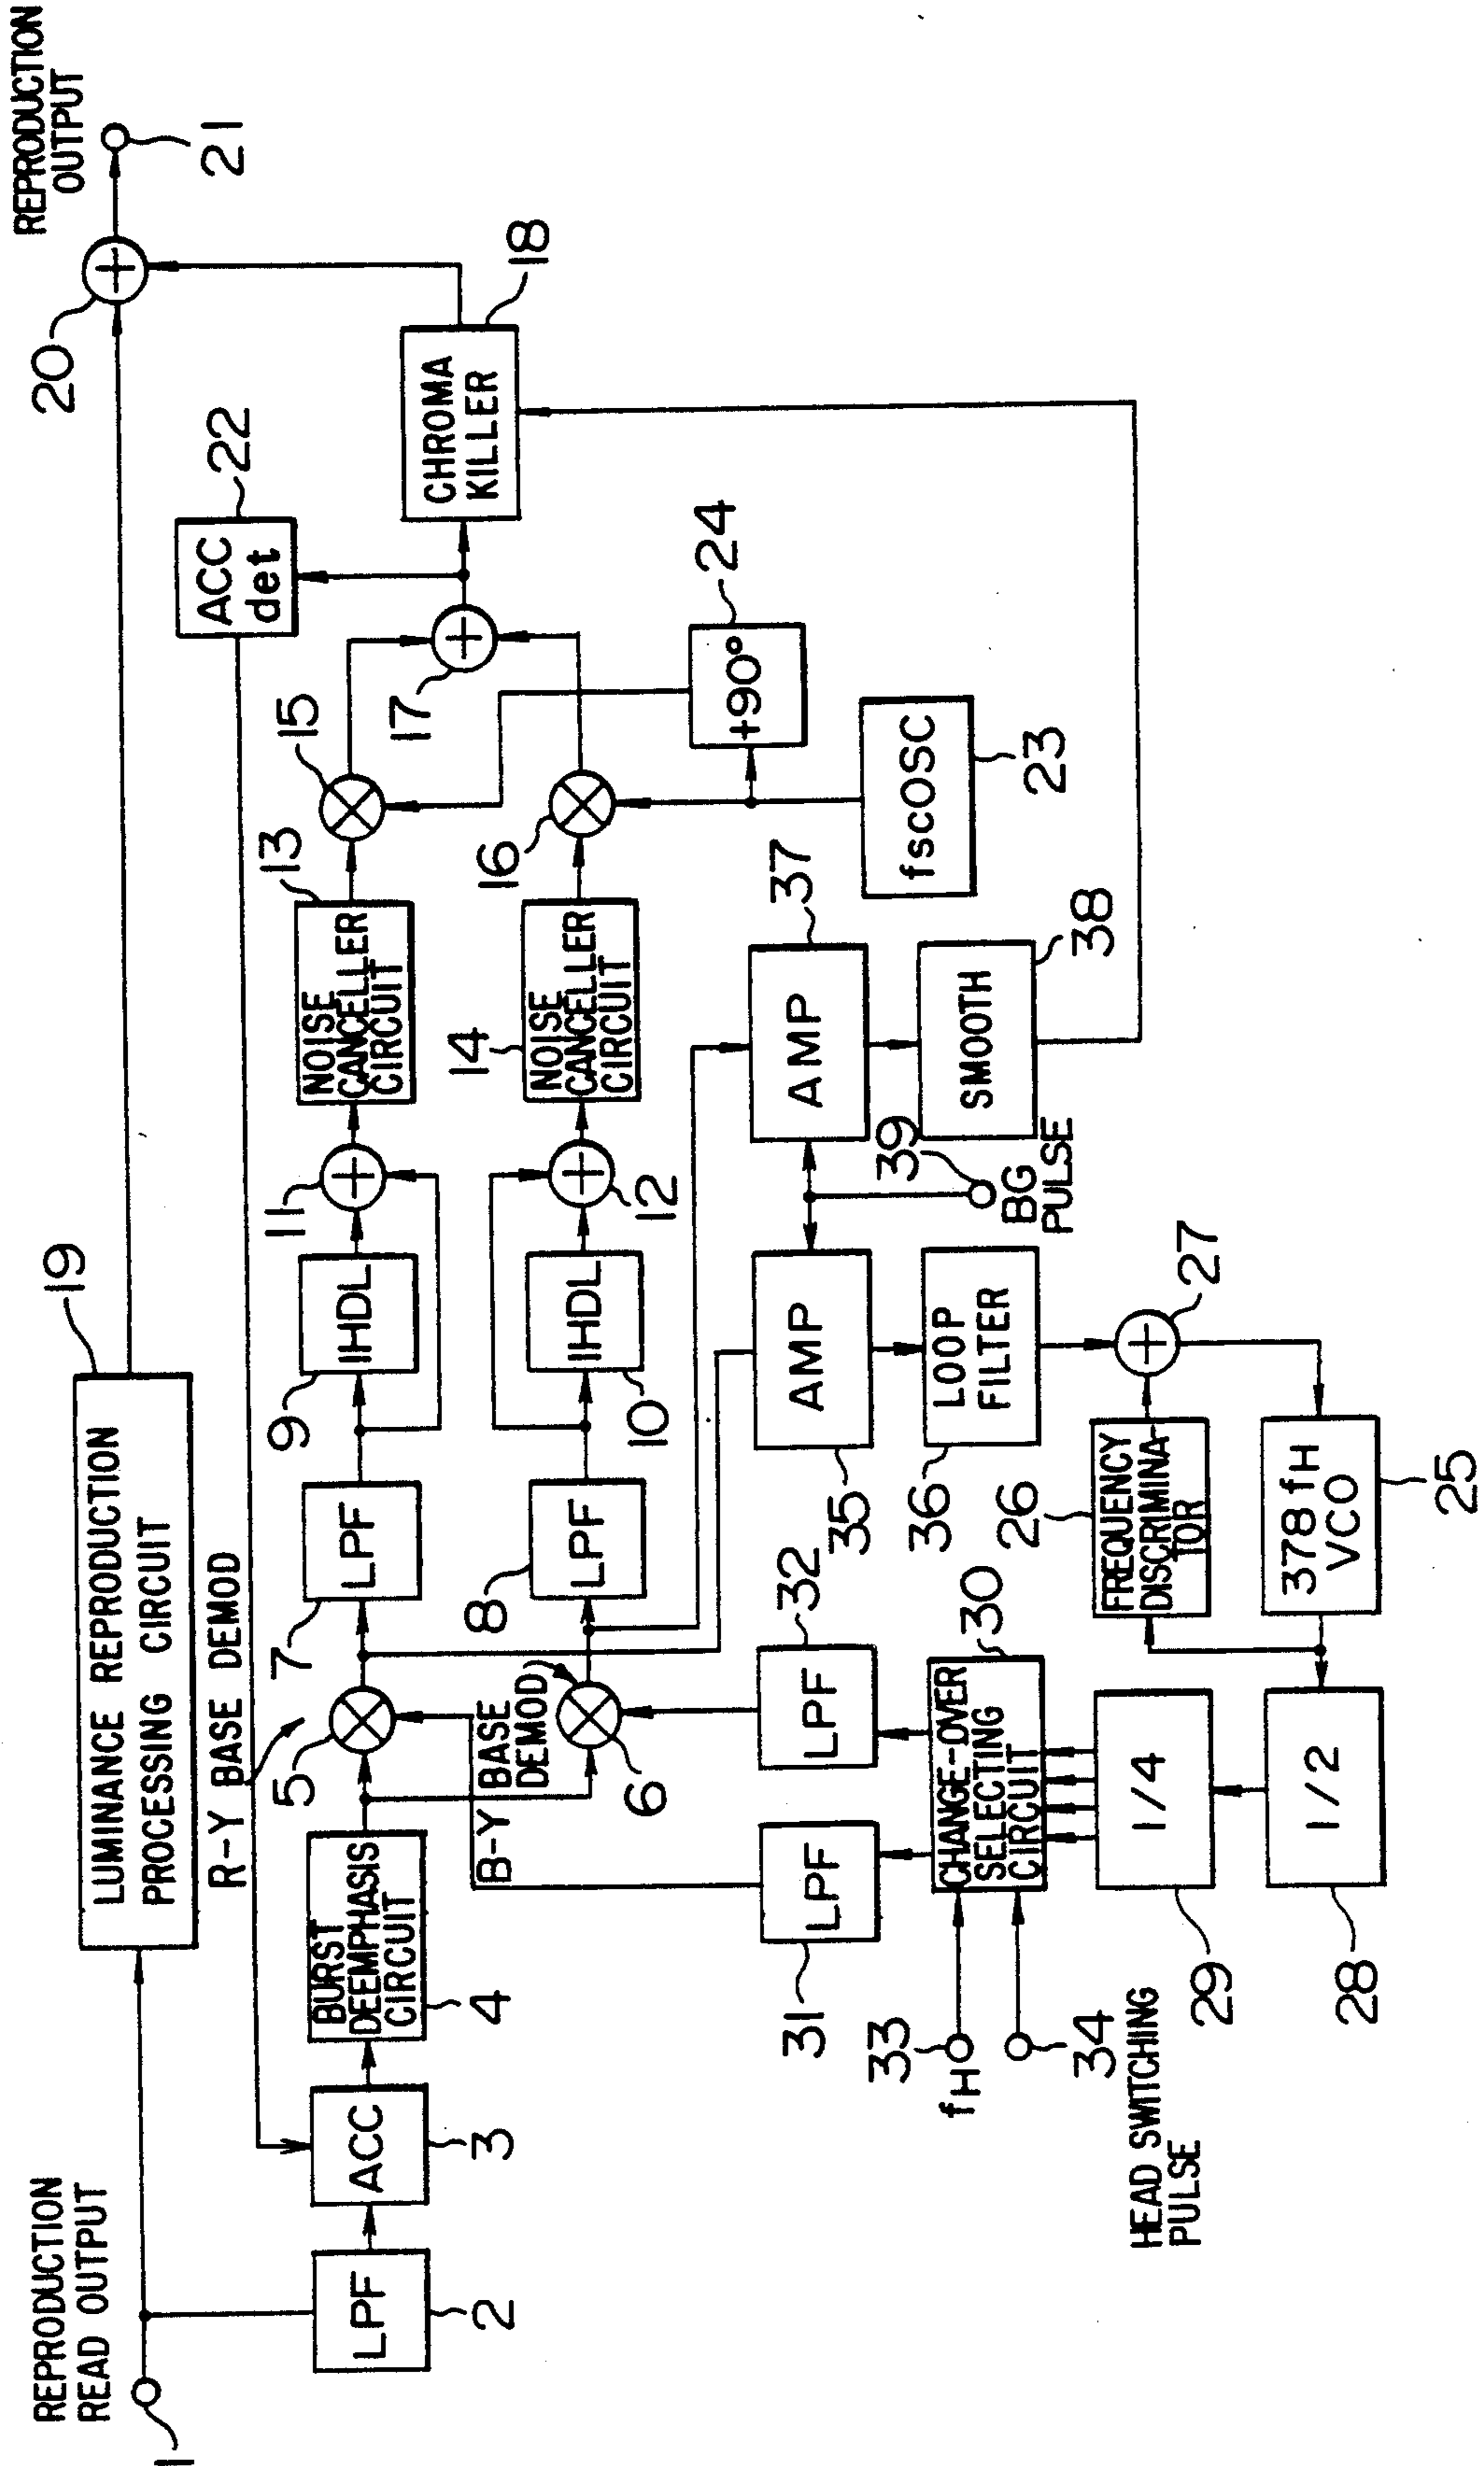 REPRODUCTION
READ OUTPUT
1
LPF
2
ACC
3
BURST
DEEMPHASIS
CIRCUIT
4
LUMINANCE REPRODUCTION
PROCESSING CIRCUIT
19
R-Y BASE DEMOD
5
B-Y BASE
DEMOD
6
LPF
7
LPF
8
1HDL
9
1HDL
10
11
12
NOISE
CANCELLER
CIRCUIT
13
NOISE
CANCELLER
CIRCUIT
14
15
16
17
ACC
det
22
CHROMA
KILLER
18
20
REPRODUCTION
OUTPUT
21
+90°
24
fscOSC
23
AMP
37
SMOOTH
38
39
BG
PULSE
AMP
35
LOOP
FILTER
36
27
FREQUENCY
DISCRIMINA-
TOR
26
378fH
VCO
25
LPF
31
LPF
32
CHANGE-OVER
SELECTING
CIRCUIT
30
33
fH
34
HEAD SWITCHING
PULSE
1/4
29
1/2
28